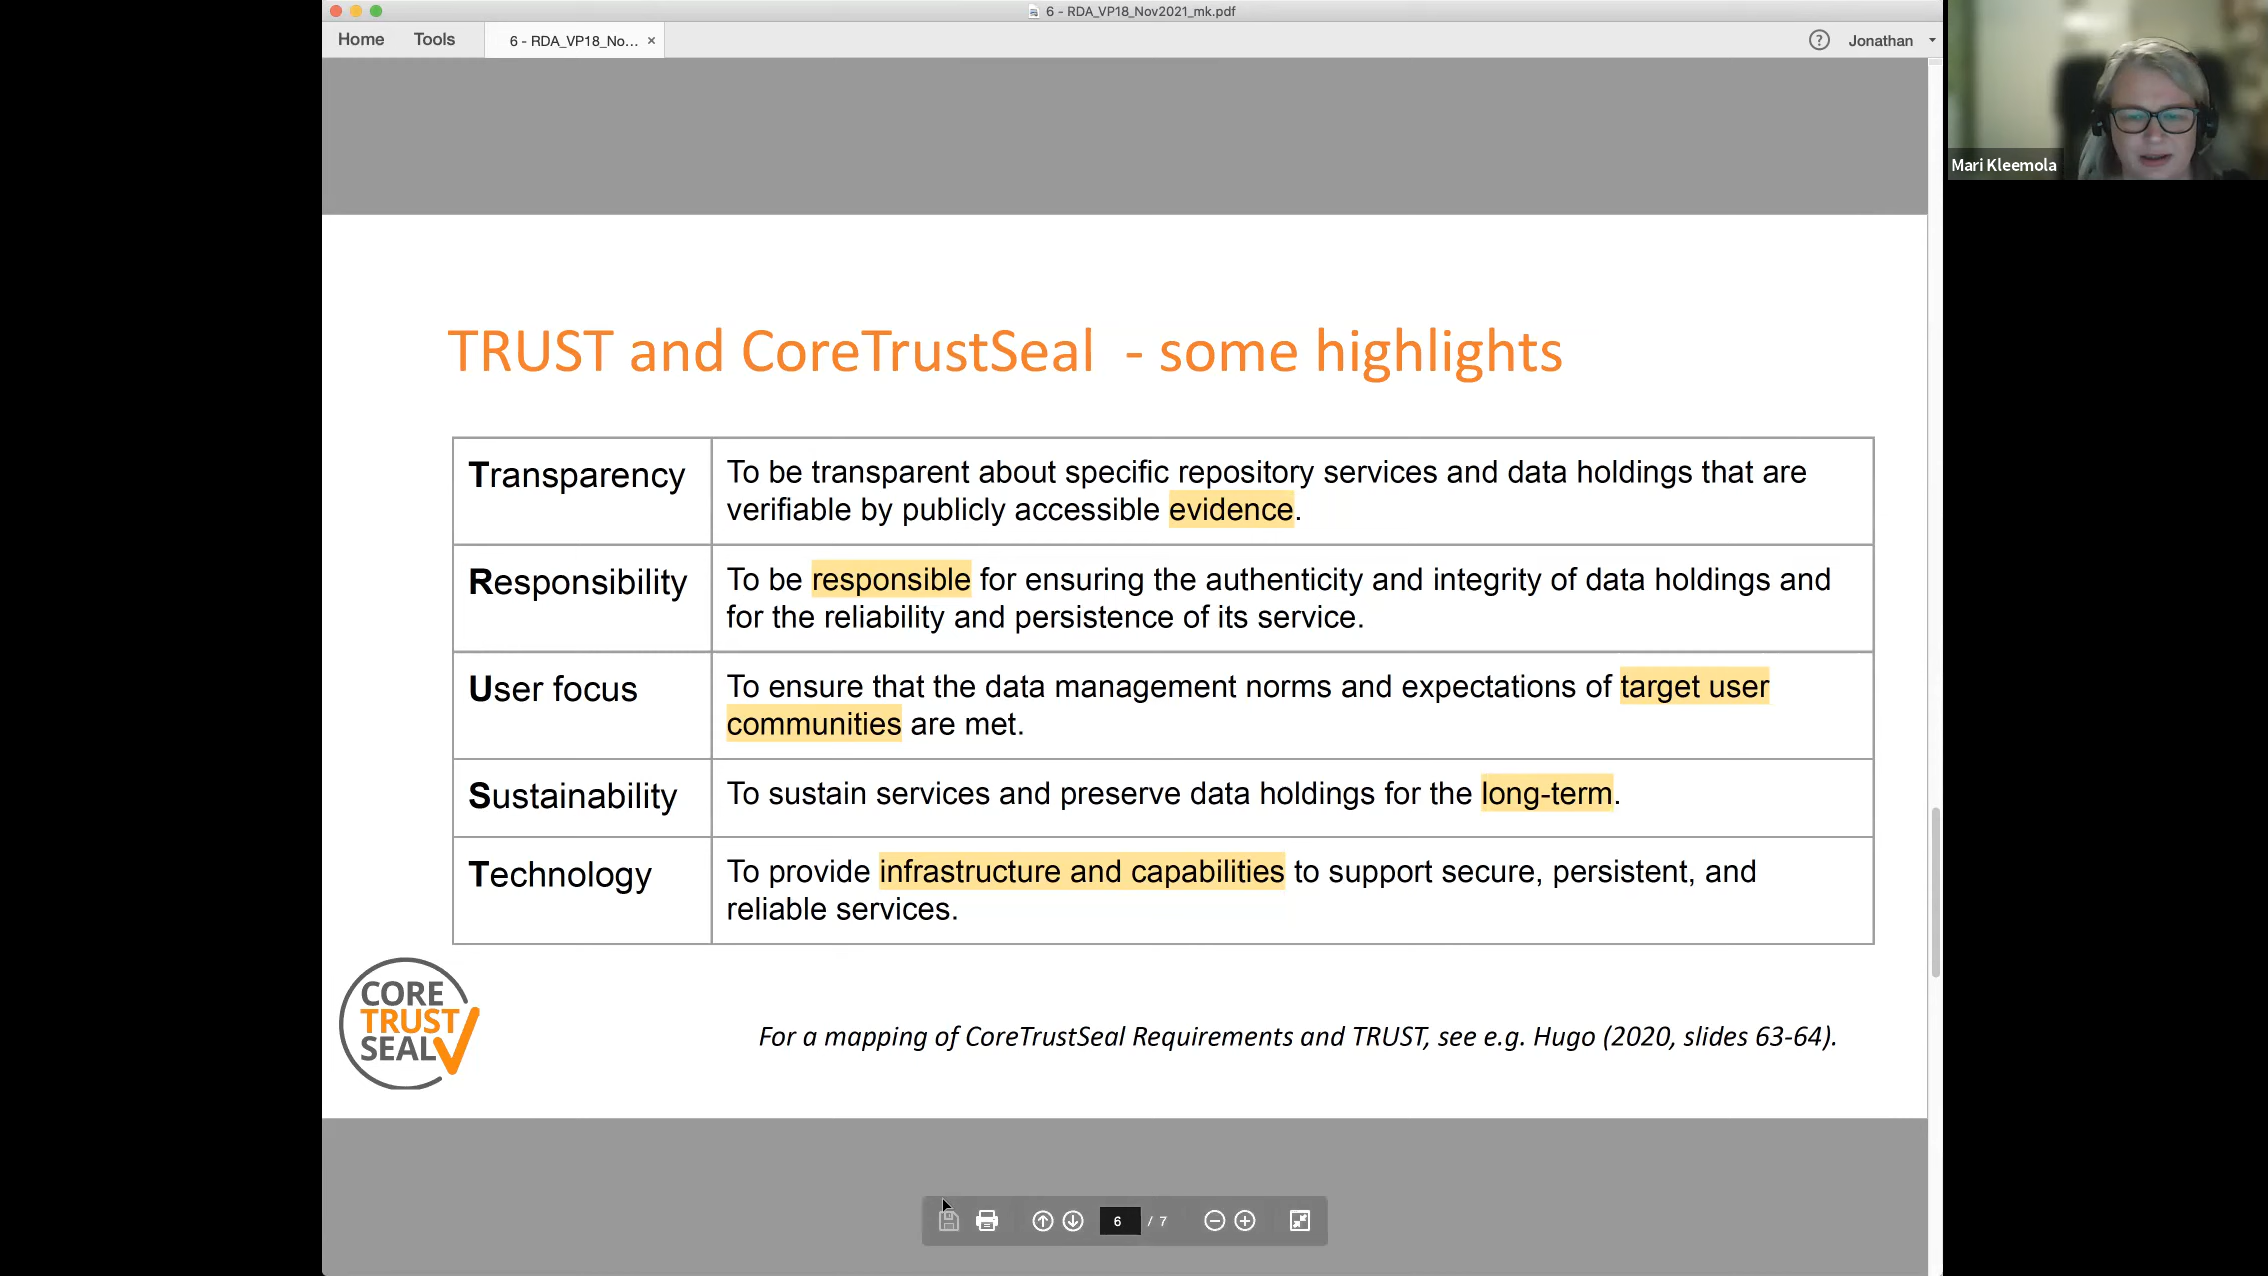 6 - RDA_VP18_Nov2021_mk.pdf
Home Tools 6 - RDA_VP18_No... × ? Jonathan
Mari Kleemola
TRUST and CoreTrustSeal - some highlights
Transparency
To be transparent about specific repository services and data holdings that are
verifiable by publicly accessible evidence.
Responsibility
To be responsible for ensuring the authenticity and integrity of data holdings and
for the reliability and persistence of its service.
User focus
To ensure that the data management norms and expectations of target user
communities are met.
Sustainability
To sustain services and preserve data holdings for the long-term.
Technology
To provide infrastructure and capabilities to support secure, persistent, and
reliable services.
CORE
TRUST
SEAL
For a mapping of CoreTrustSeal Requirements and TRUST, see e.g. Hugo (2020, slides 63-64).
6 / 7